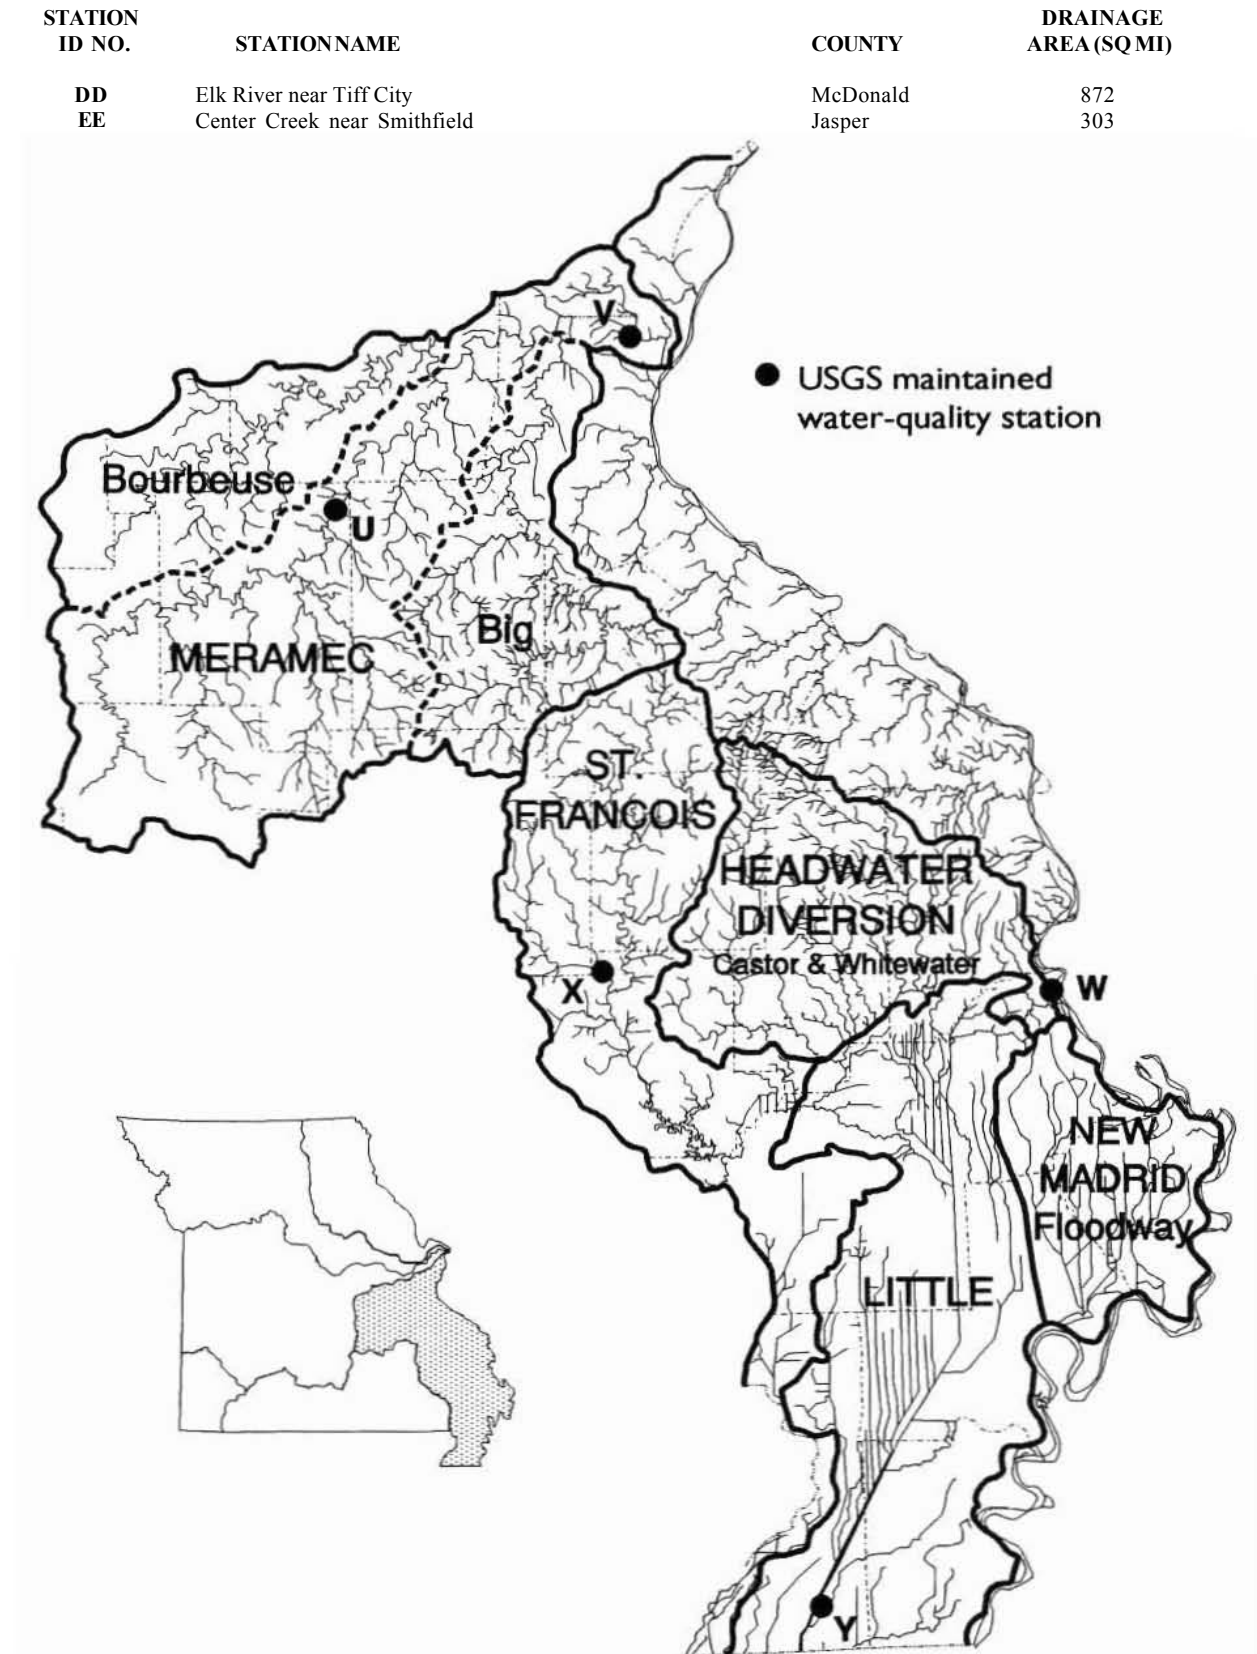 STATION
ID NO. STATION NAME COUNTY DRAINAGE AREA (SQ MI)
DD Elk River near Tiff City McDonald 872
EE Center Creek near Smithfield Jasper 303
V
USGS maintained
water-quality station
Bourbeuse
U
Big
MERAMEC
ST.
FRANCOIS
HEADWATER
DIVERSION
Castor & Whitewater
X
W
NEW
MADRID
Floodway
LITTLE
Y